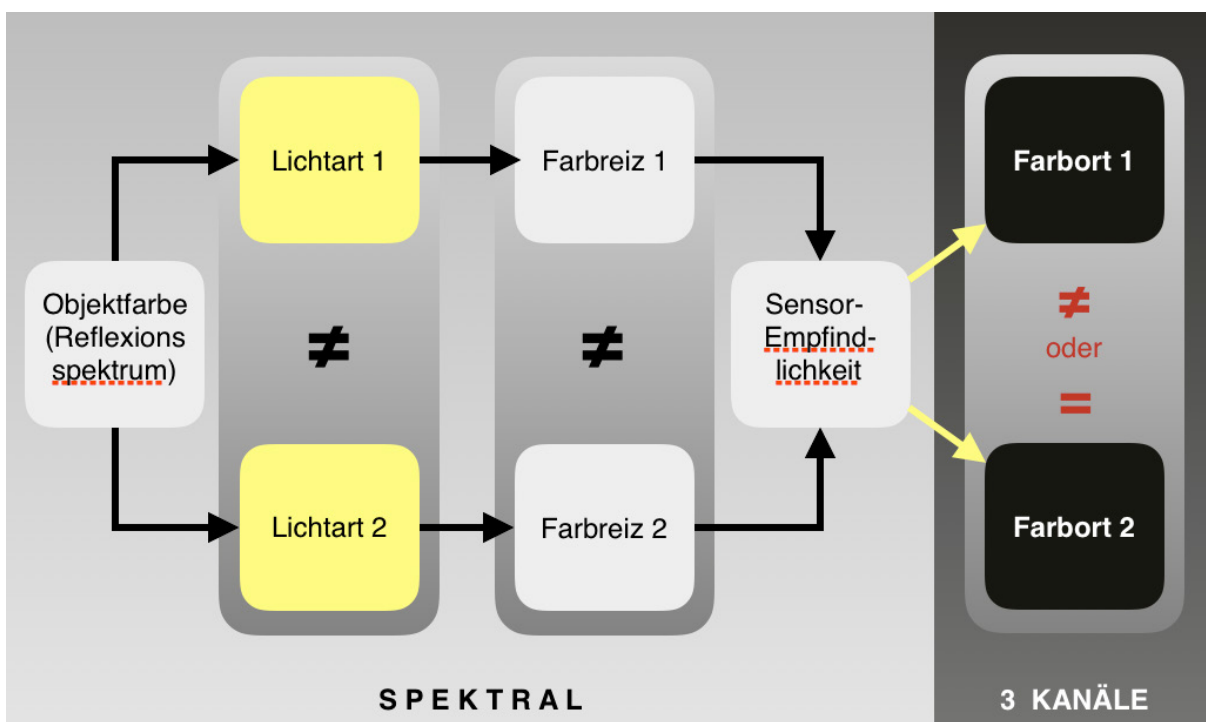 Objektfarbe
(Reflexions
spektrum)
Lichtart 1
≠
Lichtart 2
Farbreiz 1
≠
Farbreiz 2
Sensor-
Empfind-
lichkeit
Farbort 1
≠
oder
=
Farbort 2
SPEKTRAL
3 KANÄLE